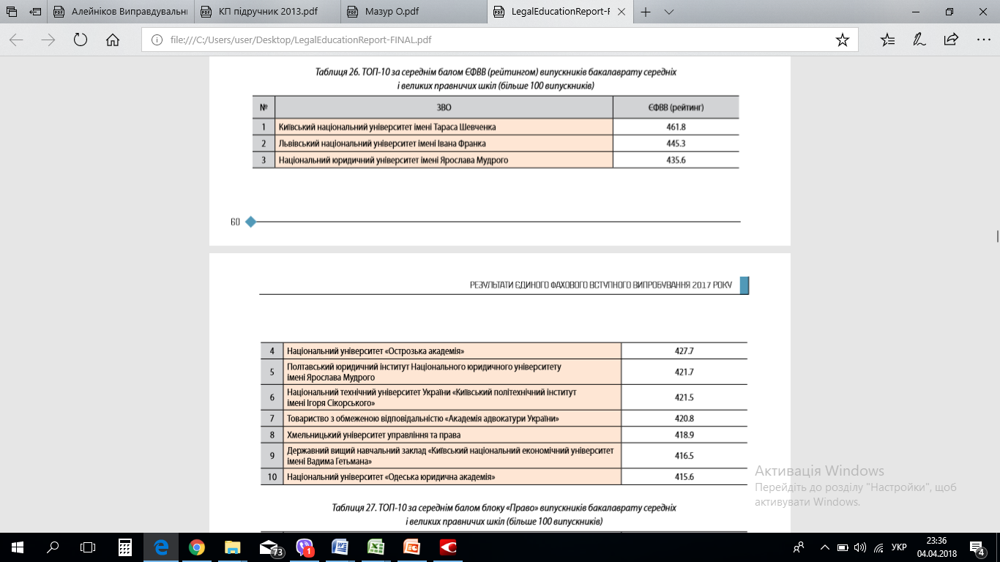 Алейніков Виправдувальн
КП підручник 2013.pdf
Мазур О.pdf
LegalEducationReport-F
file:///C:/Users/user/Desktop/LegalEducationReport-FINAL.pdf
Таблиця 26. ТОП-10 за середнім балом ЄФВВ (рейтингом) випускників бакалаврату середніх
і великих правничих шкіл (більше 100 випускників)
№ ЗВО ЄФВВ (рейтинг)
1 Київський національний університет імені Тараса Шевченка 461.8
2 Львівський національний університет імені Івана Франка 445.3
3 Національний юридичний університет імені Ярослава Мудрого 435.6
60
РЕЗУЛЬТАТИ ЄДИНОГО ФАХОВОГО ВСТУПНОГО ВИПРОБУВАННЯ 2017 РОКУ
4 Національний університет «Острозька академія» 427.7
5 Полтавський юридичний інститут Національного юридичного університету
імені Ярослава Мудрого 421.7
6 Національний технічний університет України «Київський політехнічний інститут
імені Ігоря Сікорського» 421.5
7 Товариство з обмеженою відповідальністю «Академія адвокатури України» 420.8
8 Хмельницький університет управління та права 418.9
9 Державний вищий навчальний заклад «Київський національний економічний університет
імені Вадима Гетьмана» 416.5
10 Національний університет «Одеська юридична академія» 415.6
Активація Windows
Перейдіть до розділу "Настройки", щоб
активувати Windows.
Таблиця 27. ТОП-10 за середнім балом блоку «Право» випускників бакалаврату середніх
і великих правничих шкіл (більше 100 випускників)
73
1
УКР
23:36
04.04.2018
4